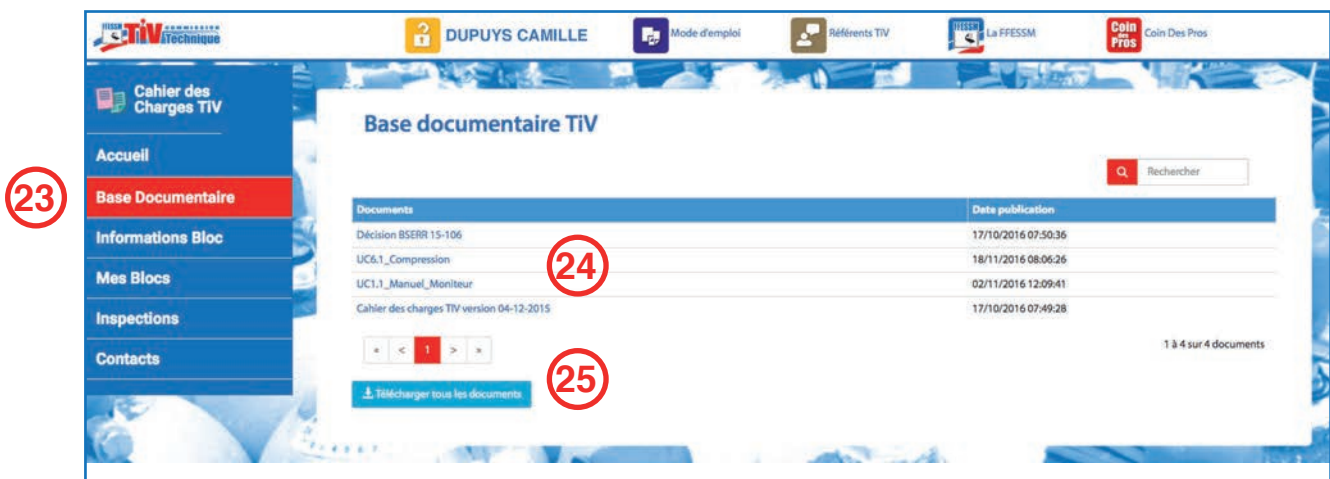 TiV COMMISSION Technique
DUPUYS CAMILLE
Mode d'emploi
Référents TiV
La FFESSM
Coin des Pros
Coin Des Pros
Cahier des
Charges TiV
Accueil
23
Base Documentaire
Informations Bloc
Mes Blocs
Inspections
Contacts
Base documentaire TiV
Rechercher
Documents Date publication
Décision BSERR 15-106 17/10/2016 07:50:36
UC6.1_Compression 18/11/2016 08:06:26
24
UC1.1_Manuel_Moniteur 02/11/2016 12:09:41
Cahier des charges TIV version 04-12-2015 17/10/2016 07:49:28
« < 1 > »
1 à 4 sur 4 documents
25
Télécharger tous les documents